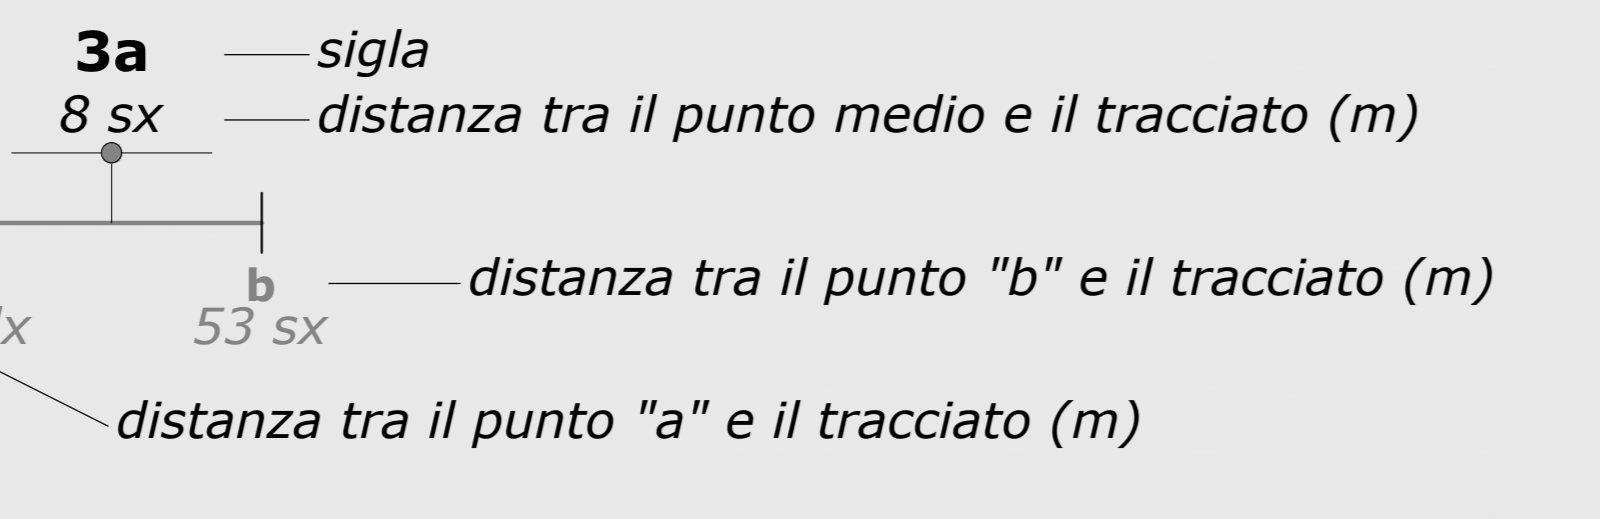 3a sigla
8 sx distanza tra il punto medio e il tracciato (m)
b distanza tra il punto "b" e il tracciato (m)
53 sx
distanza tra il punto "a" e il tracciato (m)